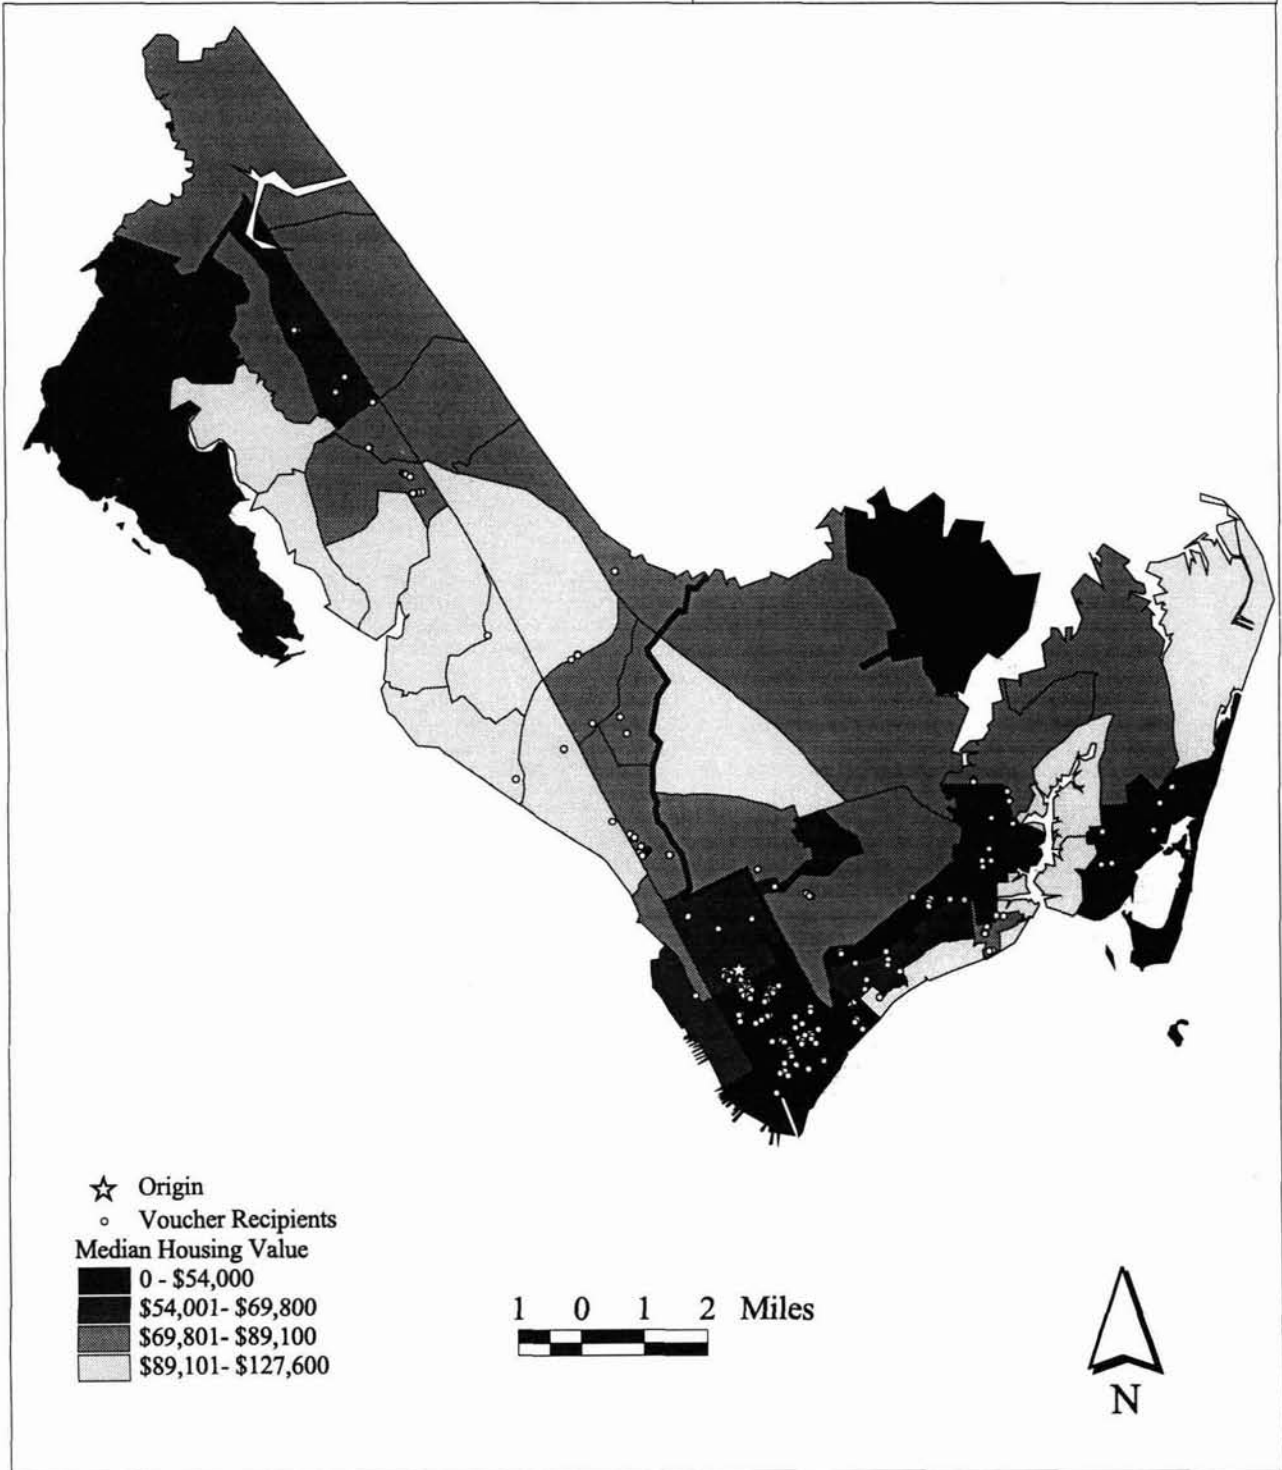 Origin
Voucher Recipients
Median Housing Value
0 - $54,000
$54,001- $69,800
$69,801- $89,100
$89,101- $127,600
1 0 1 2 Miles
N